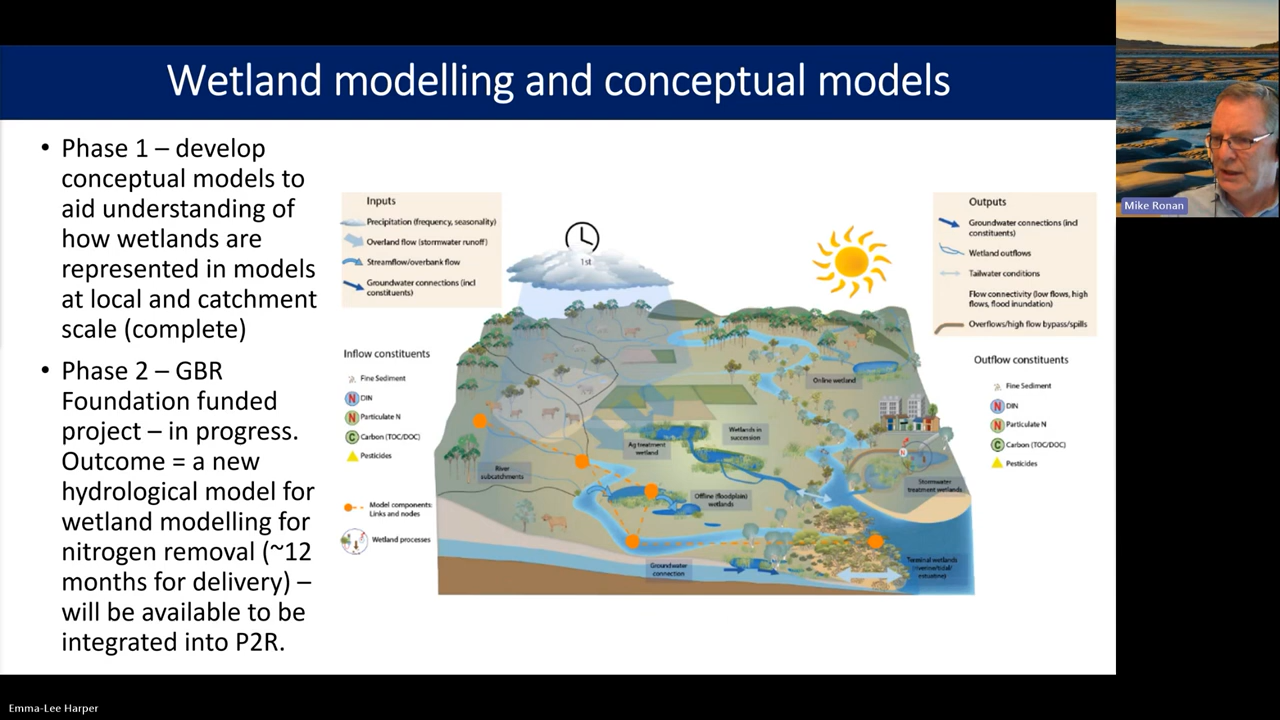 Wetland modelling and conceptual models
• Phase 1 – develop
conceptual models to
aid understanding of
how wetlands are
represented in models
at local and catchment
scale (complete)
• Phase 2 – GBR
Foundation funded
project – in progress.
Outcome = a new
hydrological model for
wetland modelling for
nitrogen removal (~12
months for delivery) –
will be available to be
integrated into P2R.
Inputs
Precipitation (frequency, seasonality)
Overland flow (stormwater runoff)
Streamflow/overbank flow
Groundwater connections (incl
constituents)
Inflow constituents
Fine Sediment
N DIN
N Particulate N
C Carbon (TOC/DOC)
Pesticides
Model components:
Links and nodes
Wetland processes
1st
River
subcatchments
Ag treatment
wetland
Wetlands in
succession
Online wetland
Offline (floodplain)
wetlands
Groundwater
connection
N
Stormwater
treatment wetlands
Terminal wetlands
estuarine)
Outputs
Groundwater connections (incl
constituents)
Wetland outflows
Tailwater conditions
Flow connectivity (low flows, high
flows, flood inundation)
Overflows/high flow bypass/spills
Outflow constituents
Fine Sediment
N DIN
N Particulate N
C Carbon (TOC/DOC)
Pesticides
Mike Ronan
Emma-Lee Harper